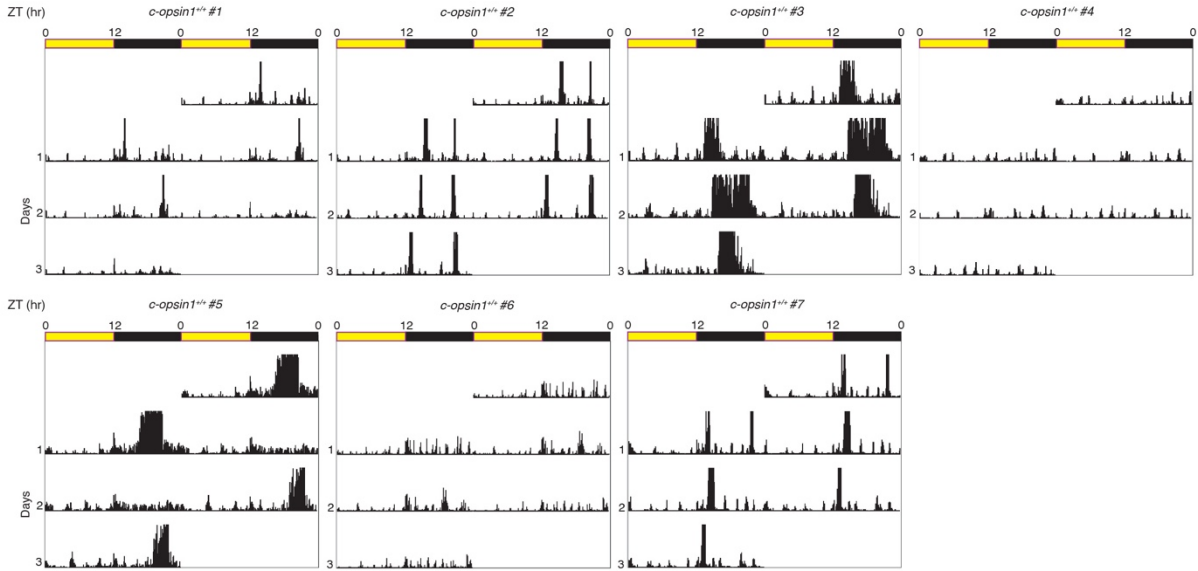 ZT (hr) c-opsin1+/+ #1 c-opsin1+/+ #2 c-opsin1+/+ #3 c-opsin1+/+ #4
0 12 0 12 0 0 12 0 12 0 0 12 0 12 0 0 12 0 12 0
Days
1 1 1 1
2 2 2 2
3 3 3 3
ZT (hr) c-opsin1+/+ #5 c-opsin1+/+ #6 c-opsin1+/+ #7
0 12 0 12 0 0 12 0 12 0 0 12 0 12 0
Days
1 1 1
2 2 2
3 3 3